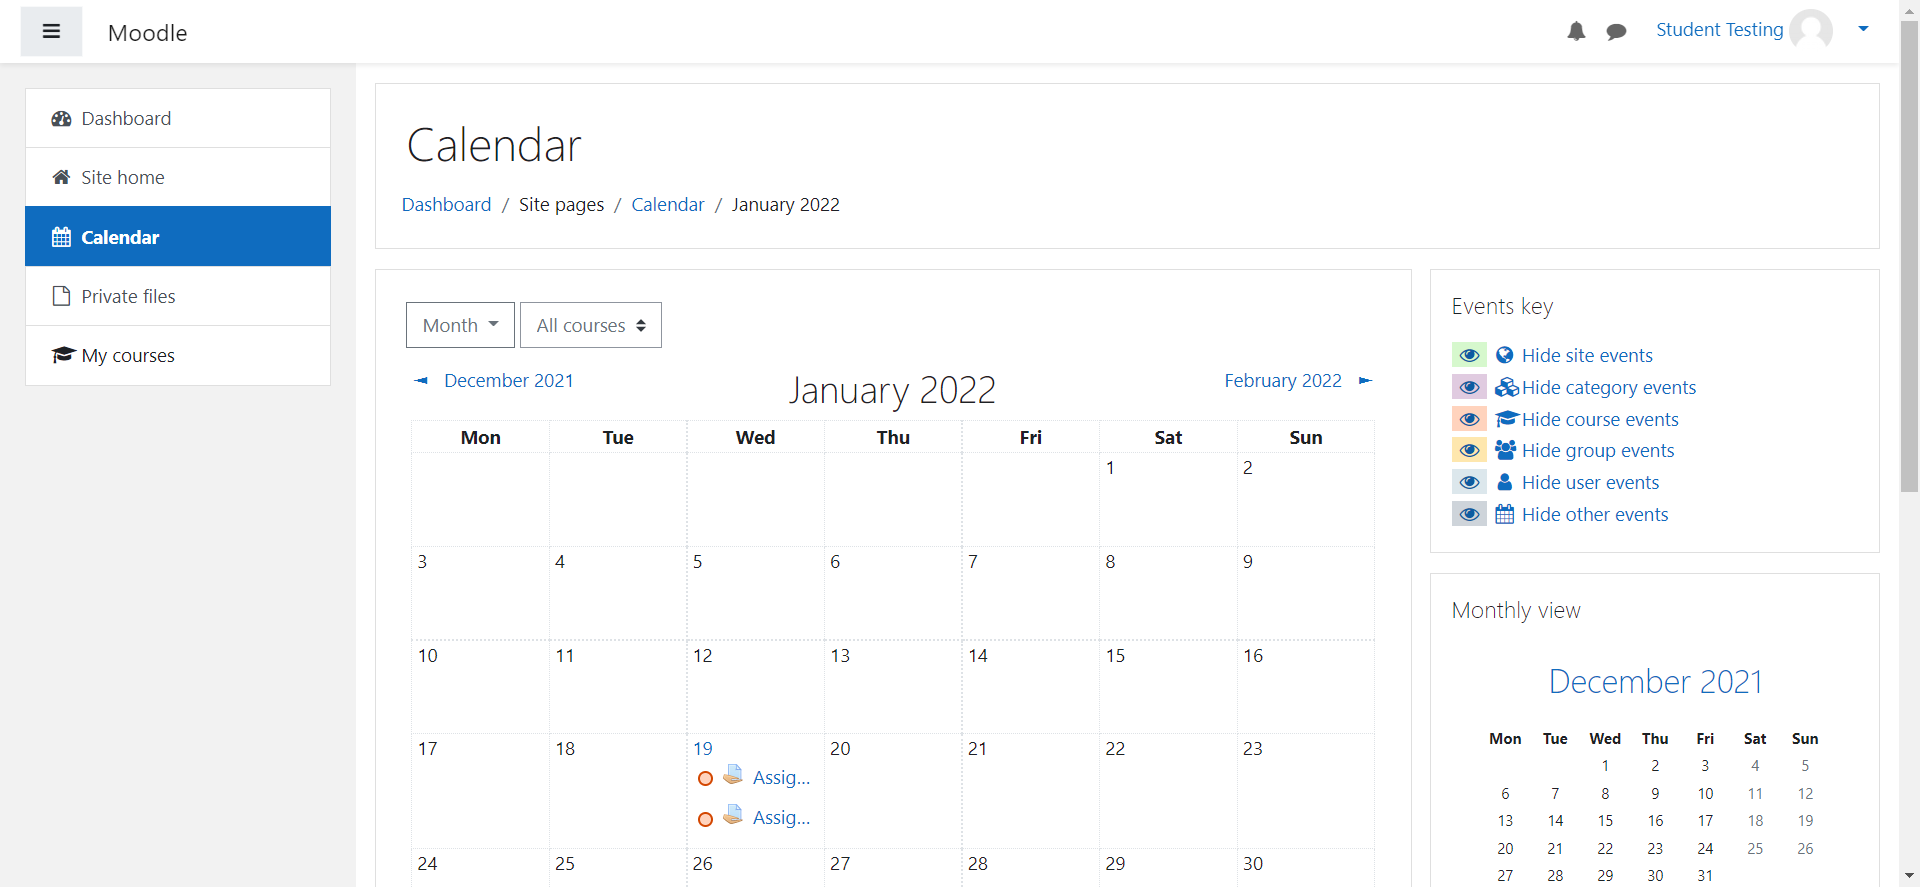 Moodle
Student Testing
Dashboard
Site home
Calendar
Private files
My courses
Calendar
Dashboard / Site pages / Calendar / January 2022
Month All courses
◄ December 2021 January 2022 February 2022 ►
Mon Tue Wed Thu Fri Sat Sun
1 2
3 4 5 6 7 8 9
10 11 12 13 14 15 16
17 18 19 20 21 22 23
Assig...
Assig...
24 25 26 27 28 29 30
Events key
Hide site events
Hide category events
Hide course events
Hide group events
Hide user events
Hide other events
Monthly view
December 2021
Mon Tue Wed Thu Fri Sat Sun
1 2 3 4 5
6 7 8 9 10 11 12
13 14 15 16 17 18 19
20 21 22 23 24 25 26
27 28 29 30 31